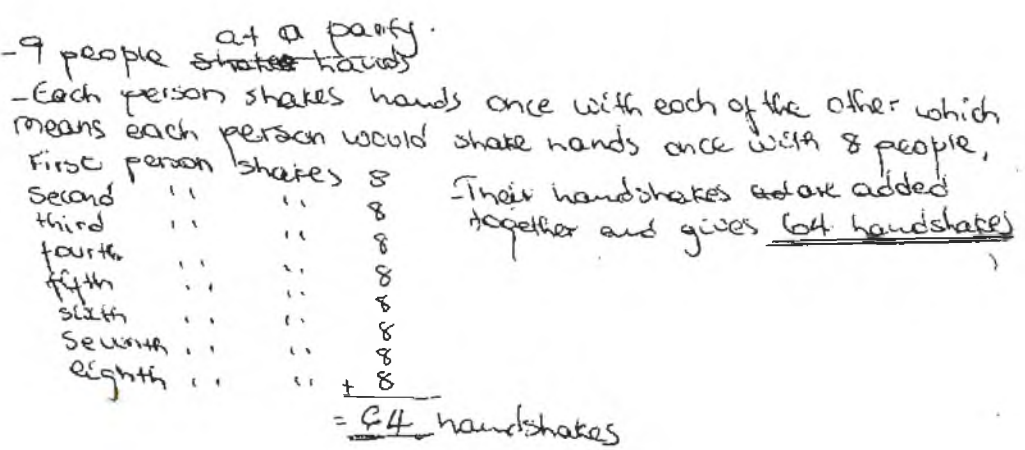 at a party.
-9 people shakes hands
-Each person shakes hands once with each of the other which
means each person would shake hands once with 8 people,
First person shakes 8
Second '' '' 8
third '' '' 8
fourth '' '' 8
fifth '' '' 8
sixth '' '' 8
seventh '' '' 8
eighth '' '' + 8
= 64 handshakes
-Their handshakes are added
together and gives 64 handshakes